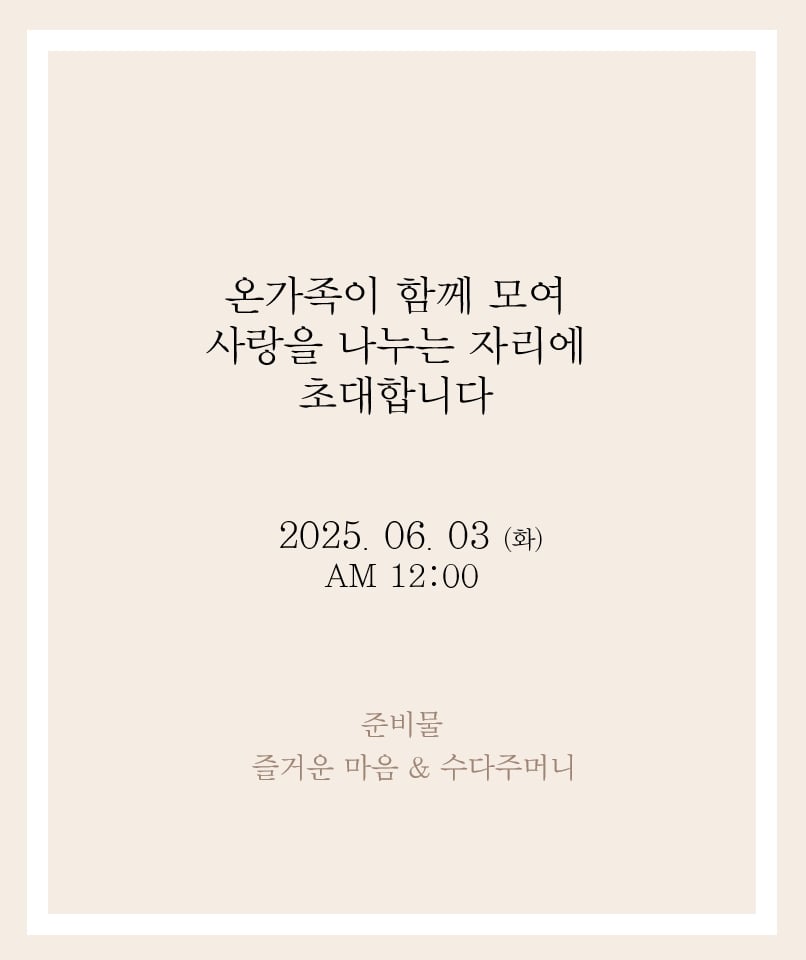 온가족이 함께 모여
사랑을 나누는 자리에
초대합니다
2025. 06. 03 (화)
AM 12:00
준비물
즐거운 마음 & 수다주머니